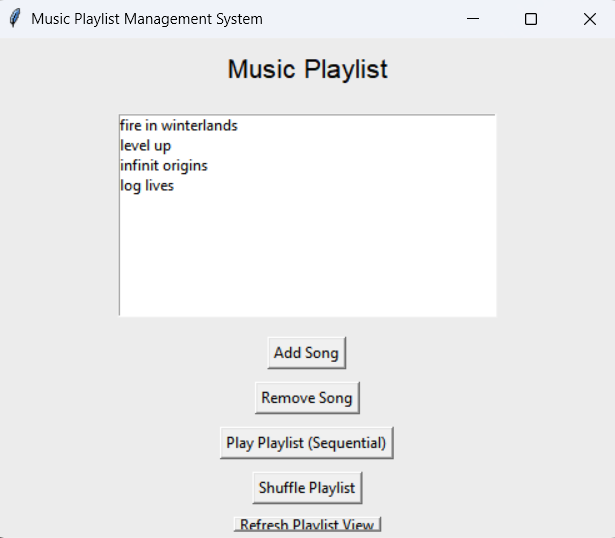 Music Playlist Management System
Music Playlist
fire in winterlands
level up
infinit origins
log lives
Add Song
Remove Song
Play Playlist (Sequential)
Shuffle Playlist
Refresh Playlist View